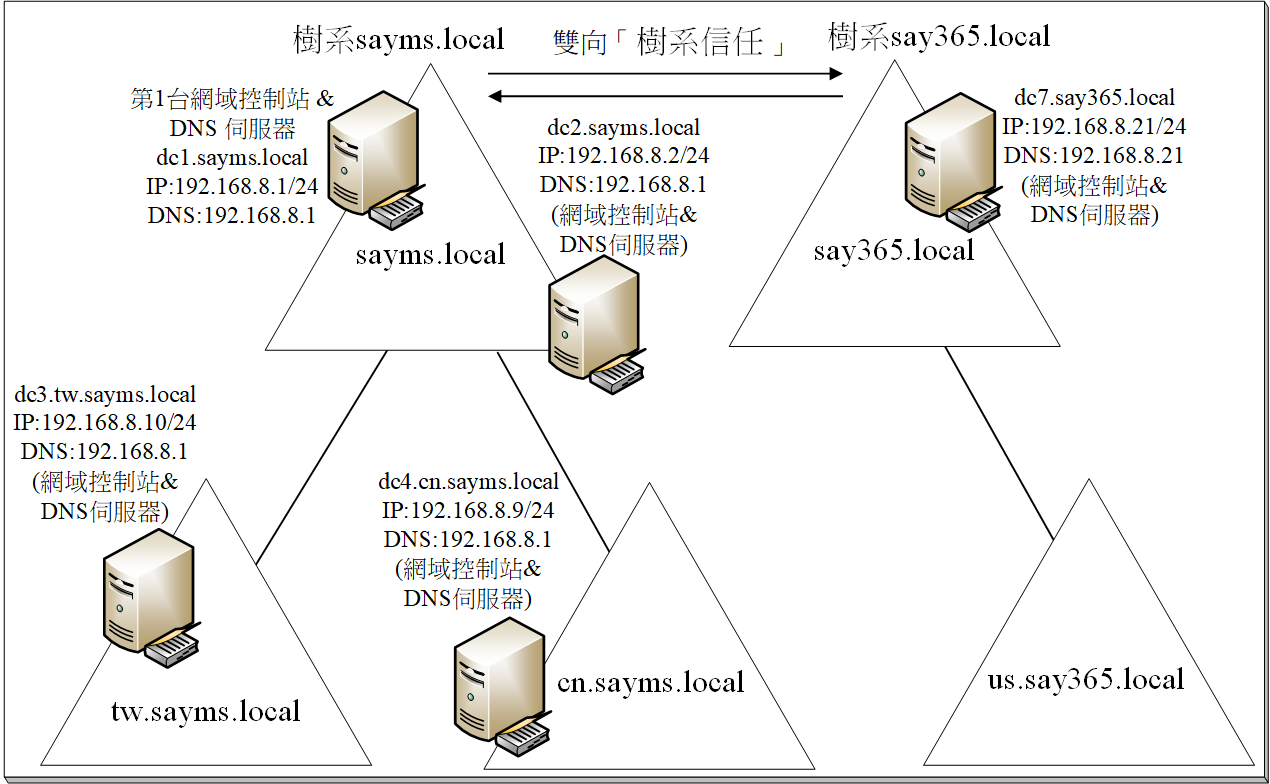 樹系sayms.local
雙向「樹系信任」
樹系say365.local
第1台網域控制站 &
DNS 伺服器
dc1.sayms.local
IP:192.168.8.1/24
DNS:192.168.8.1
dc2.sayms.local
IP:192.168.8.2/24
DNS:192.168.8.1
(網域控制站&
DNS伺服器)
dc7.say365.local
IP:192.168.8.21/24
DNS:192.168.8.21
(網域控制站&
DNS伺服器)
sayms.local
say365.local
dc3.tw.sayms.local
IP:192.168.8.10/24
DNS:192.168.8.1
(網域控制站&
DNS伺服器)
dc4.cn.sayms.local
IP:192.168.8.9/24
DNS:192.168.8.1
(網域控制站&
DNS伺服器)
tw.sayms.local
cn.sayms.local
us.say365.local